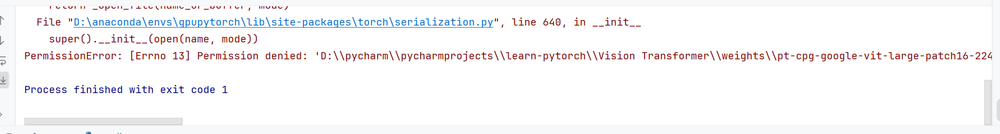 return _open_file(name_or_buffer, mode)
File "D:\anaconda\envs\gpupytorch\lib\site-packages\torch\serialization.py", line 640, in __init__
super().__init__(open(name, mode))
PermissionError: [Errno 13] Permission denied: 'D:\\pycharm\\pycharmprojects\\learn-pytorch\\Vision Transformer\\weights\\pt-cpg-google-vit-large-patch16-224
Process finished with exit code 1